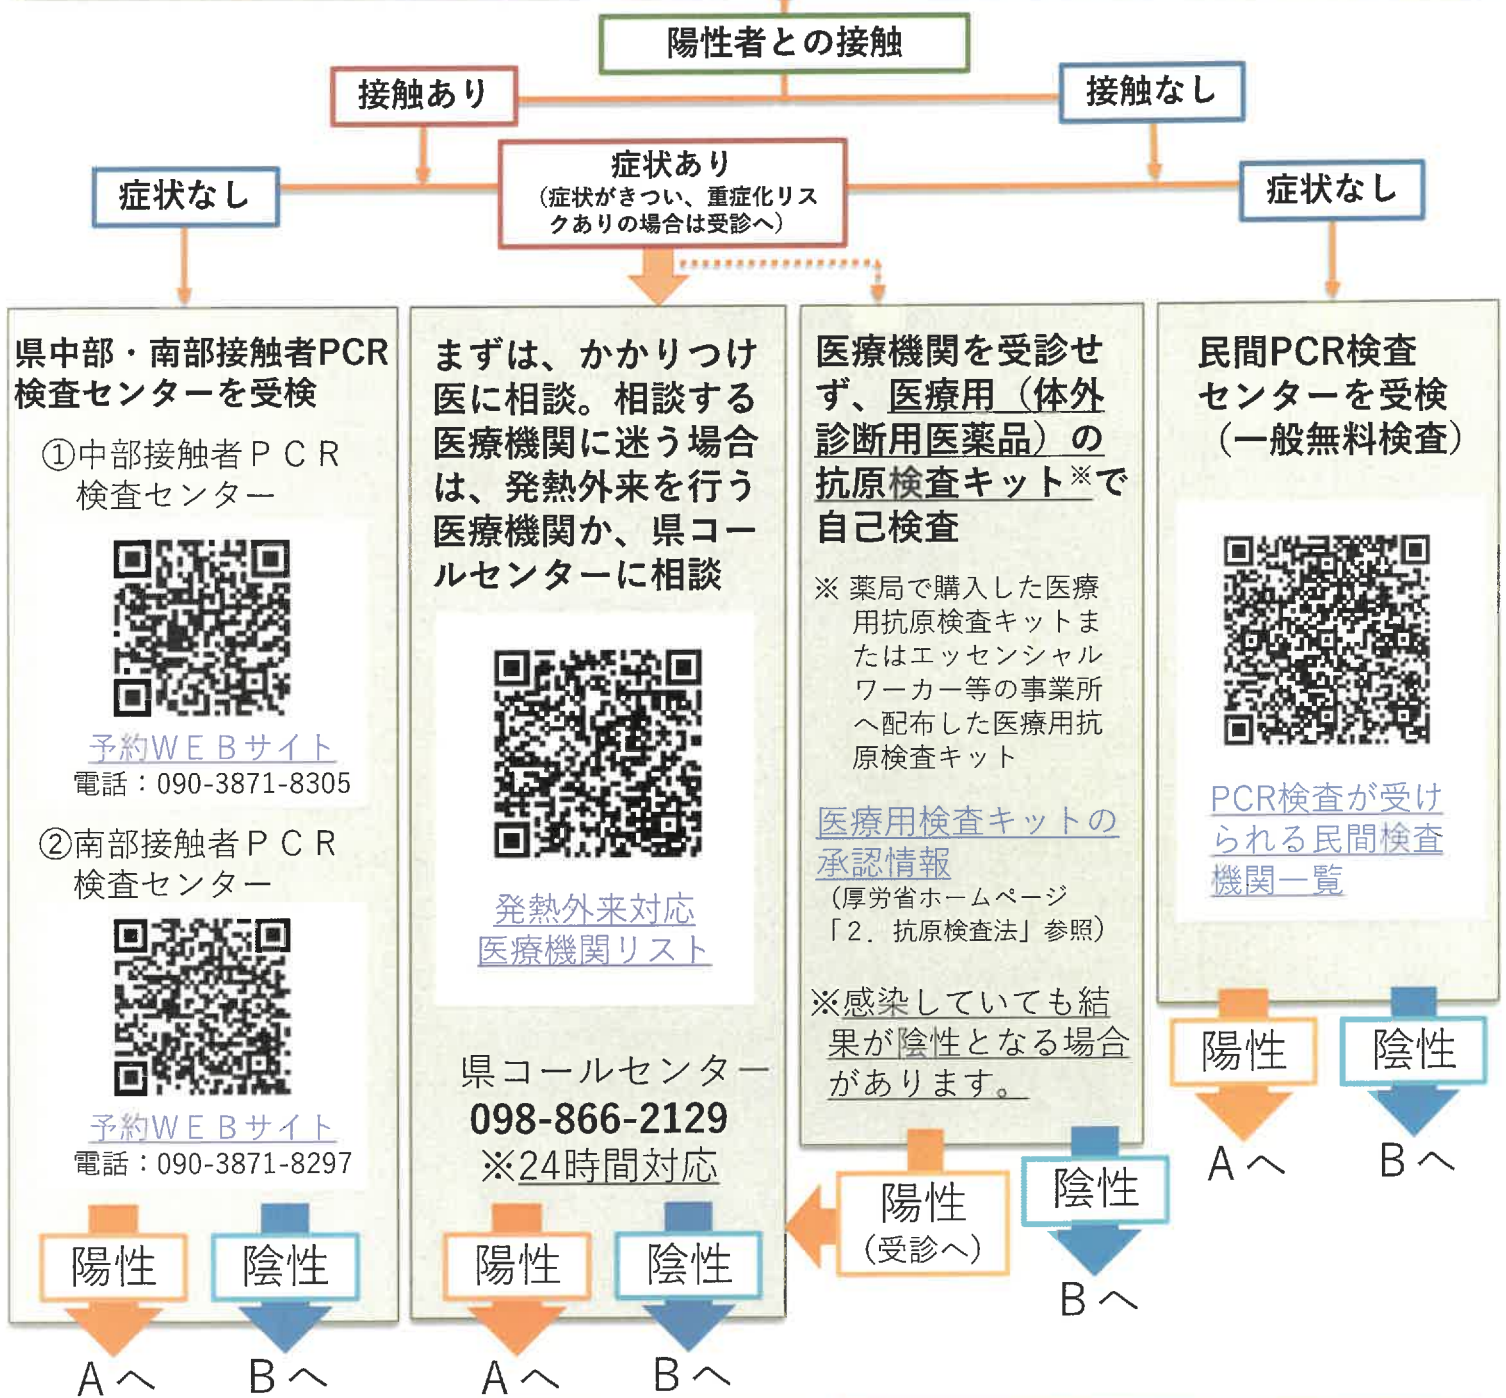 陽性者との接触
接触あり
接触なし
症状なし
症状あり
（症状がきつい、重症化リス
クありの場合は受診へ）
症状なし
県中部・南部接触者PCR
検査センターを受検
①中部接触者ＰＣＲ
検査センター
予約ＷＥＢサイト
電話：090-3871-8305
②南部接触者ＰＣＲ
検査センター
予約ＷＥＢサイト
電話：090-3871-8297
陽性
陰性
Aへ
Bへ
まずは、かかりつけ
医に相談。相談する
医療機関に迷う場合
は、発熱外来を行う
医療機関か、県コー
ルセンターに相談
発熱外来対応
医療機関リスト
県コールセンター
098-866-2129
※24時間対応
陽性
陰性
Aへ
Bへ
医療機関を受診せ
ず、医療用（体外
診断用医薬品）の
抗原検査キット※で
自己検査
※ 薬局で購入した医療
用抗原検査キットま
たはエッセンシャル
ワーカー等の事業所
へ配布した医療用抗
原検査キット
医療用検査キットの
承認情報
（厚労省ホームページ
「２．抗原検査法」参照）
※感染していても結
果が陰性となる場合
があります。
陽性
（受診へ）
陰性
Bへ
民間PCR検査
センターを受検
（一般無料検査）
PCR検査が受け
られる民間検査
機関一覧
陽性
陰性
Aへ
Bへ